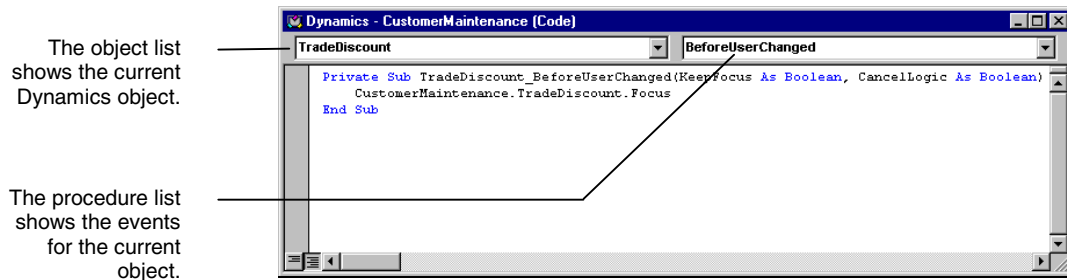 Dynamics - CustomerMaintenance (Code)
The object list
shows the current
Dynamics object.
TradeDiscount
BeforeUserChanged
Private Sub TradeDiscount_BeforeUserChanged(KeepFocus As Boolean, CancelLogic As Boolean)
CustomerMaintenance.TradeDiscount.Focus
End Sub
The procedure list
shows the events
for the current
object.